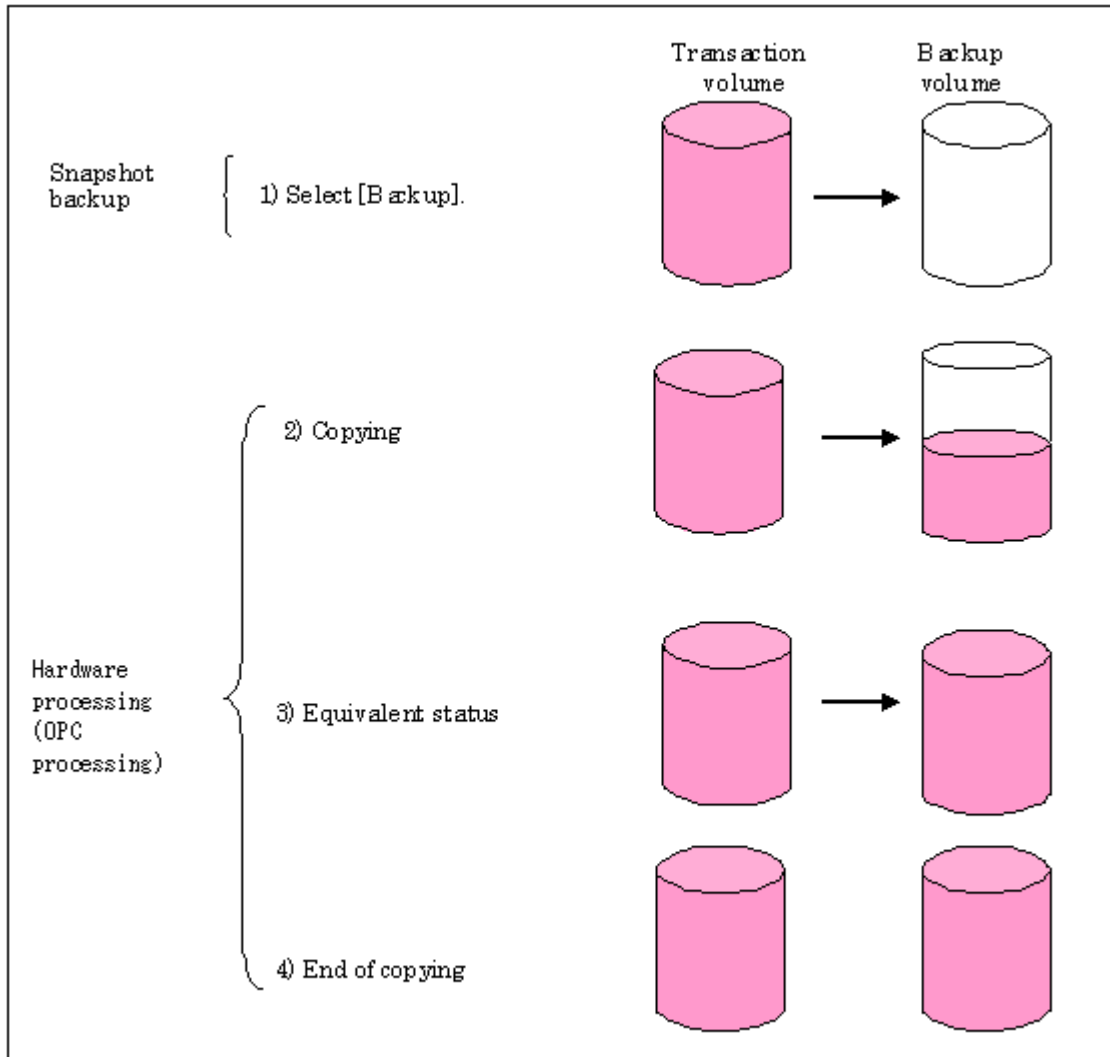 Transaction
volume
Backup
volume
Snapshot
backup
1) Select [Backup].
2) Copying
Hardware
processing
(OPC
processing)
3) Equivalent status
4) End of copying